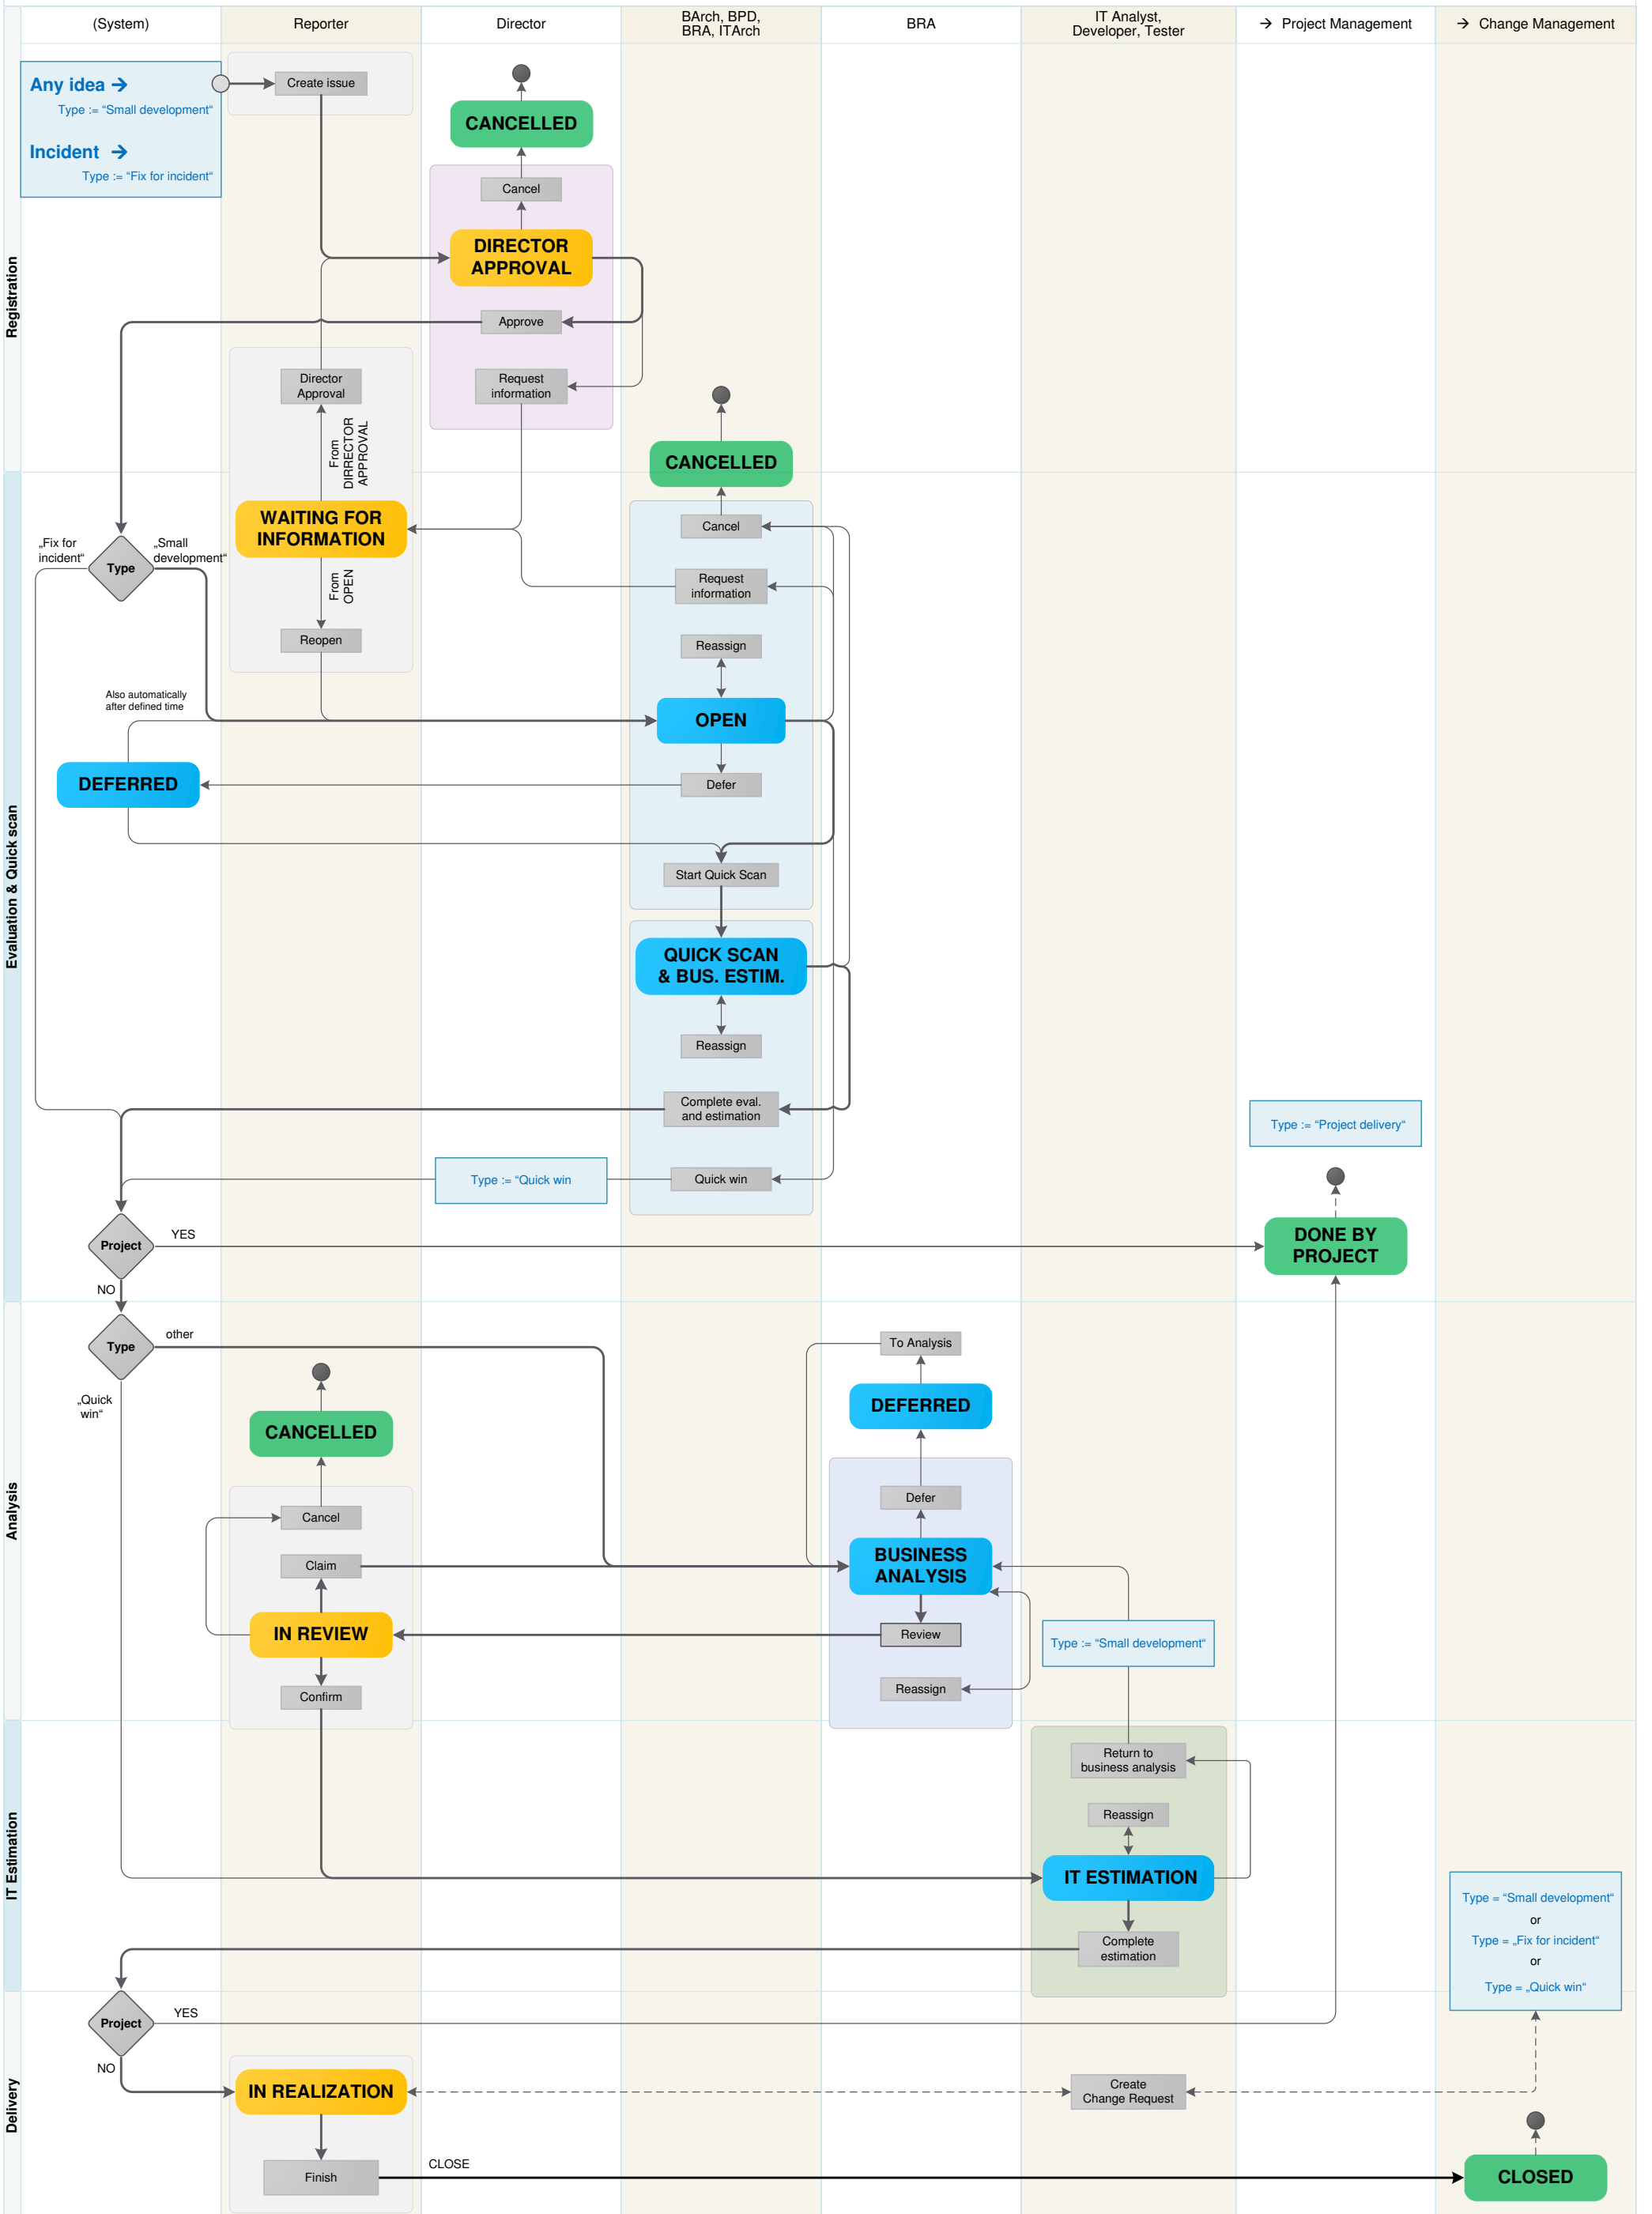 (System)
Reporter
Director
BArch, BPD,
BRA, ITArch
BRA
IT Analyst,
Developer, Tester
→ Project Management
→ Change Management
Registration
Any idea →
Type := “Small development“
Incident →
Type := “Fix for incident“
Create issue
CANCELLED
Cancel
DIRECTOR
APPROVAL
Approve
Request
information
Director
Approval
From
DIRRECTOR
APPROVAL
CANCELLED
Evaluation & Quick scan
WAITING FOR
INFORMATION
From
OPEN
Reopen
„Fix for
incident“
Type
„Small
development“
Cancel
Request
information
Reassign
OPEN
Defer
Also automatically
after defined time
DEFERRED
Start Quick Scan
QUICK SCAN
& BUS. ESTIM.
Reassign
Complete eval.
and estimation
Type := “Quick win
Quick win
Type := “Project delivery“
Project
YES
NO
DONE BY
PROJECT
Analysis
Type
other
„Quick
win“
To Analysis
DEFERRED
CANCELLED
Defer
Cancel
Claim
BUSINESS
ANALYSIS
IN REVIEW
Review
Type := “Small development“
Reassign
Confirm
IT Estimation
Return to
business analysis
Reassign
IT ESTIMATION
Complete
estimation
Type = “Small development“
or
Type = „Fix for incident“
or
Type = „Quick win“
Delivery
Project
YES
NO
IN REALIZATION
Create
Change Request
Finish
CLOSE
CLOSED